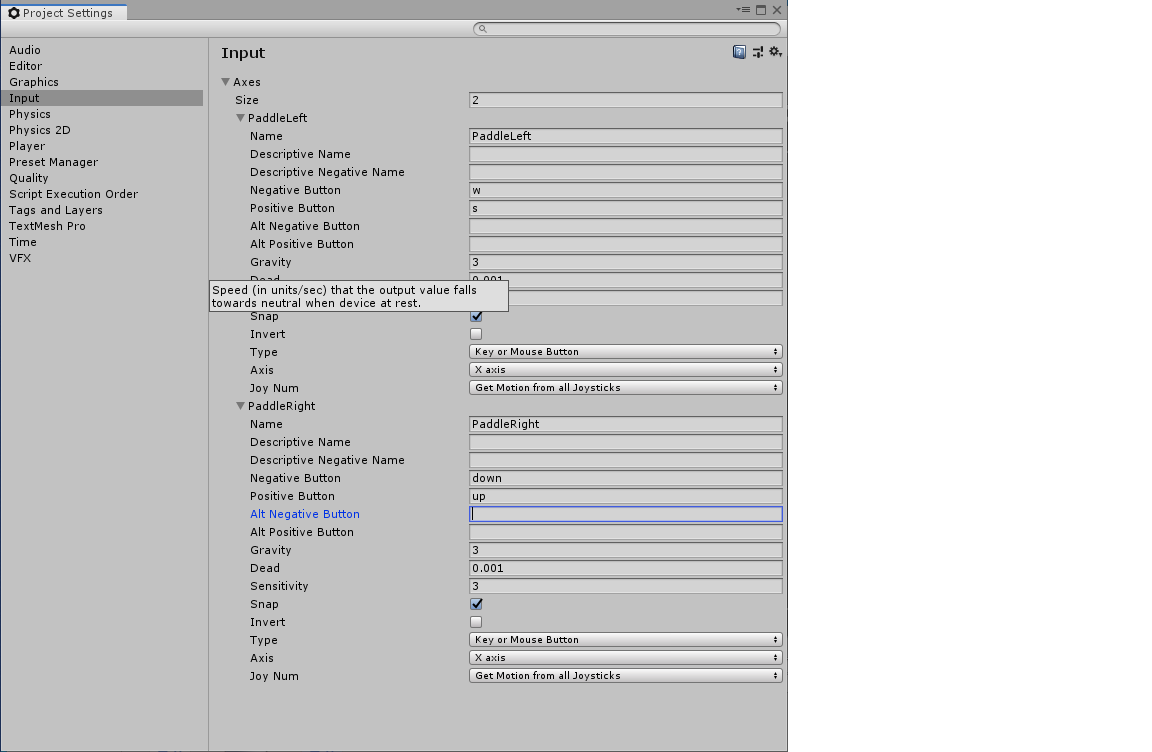 Project Settings
Audio
Editor
Graphics
Input
Physics
Physics 2D
Player
Preset Manager
Quality
Script Execution Order
Tags and Layers
TextMesh Pro
Time
VFX
Input
Axes
Size 2
PaddleLeft
Name PaddleLeft
Descriptive Name
Descriptive Negative Name
Negative Button w
Positive Button s
Alt Negative Button
Alt Positive Button
Gravity 3
Dead 0.001
Speed (in units/sec) that the output value falls
towards neutral when device at rest.
Snap
Invert
Type Key or Mouse Button
Axis X axis
Joy Num Get Motion from all Joysticks
PaddleRight
Name PaddleRight
Descriptive Name
Descriptive Negative Name
Negative Button down
Positive Button up
Alt Negative Button
Alt Positive Button
Gravity 3
Dead 0.001
Sensitivity 3
Snap
Invert
Type Key or Mouse Button
Axis X axis
Joy Num Get Motion from all Joysticks